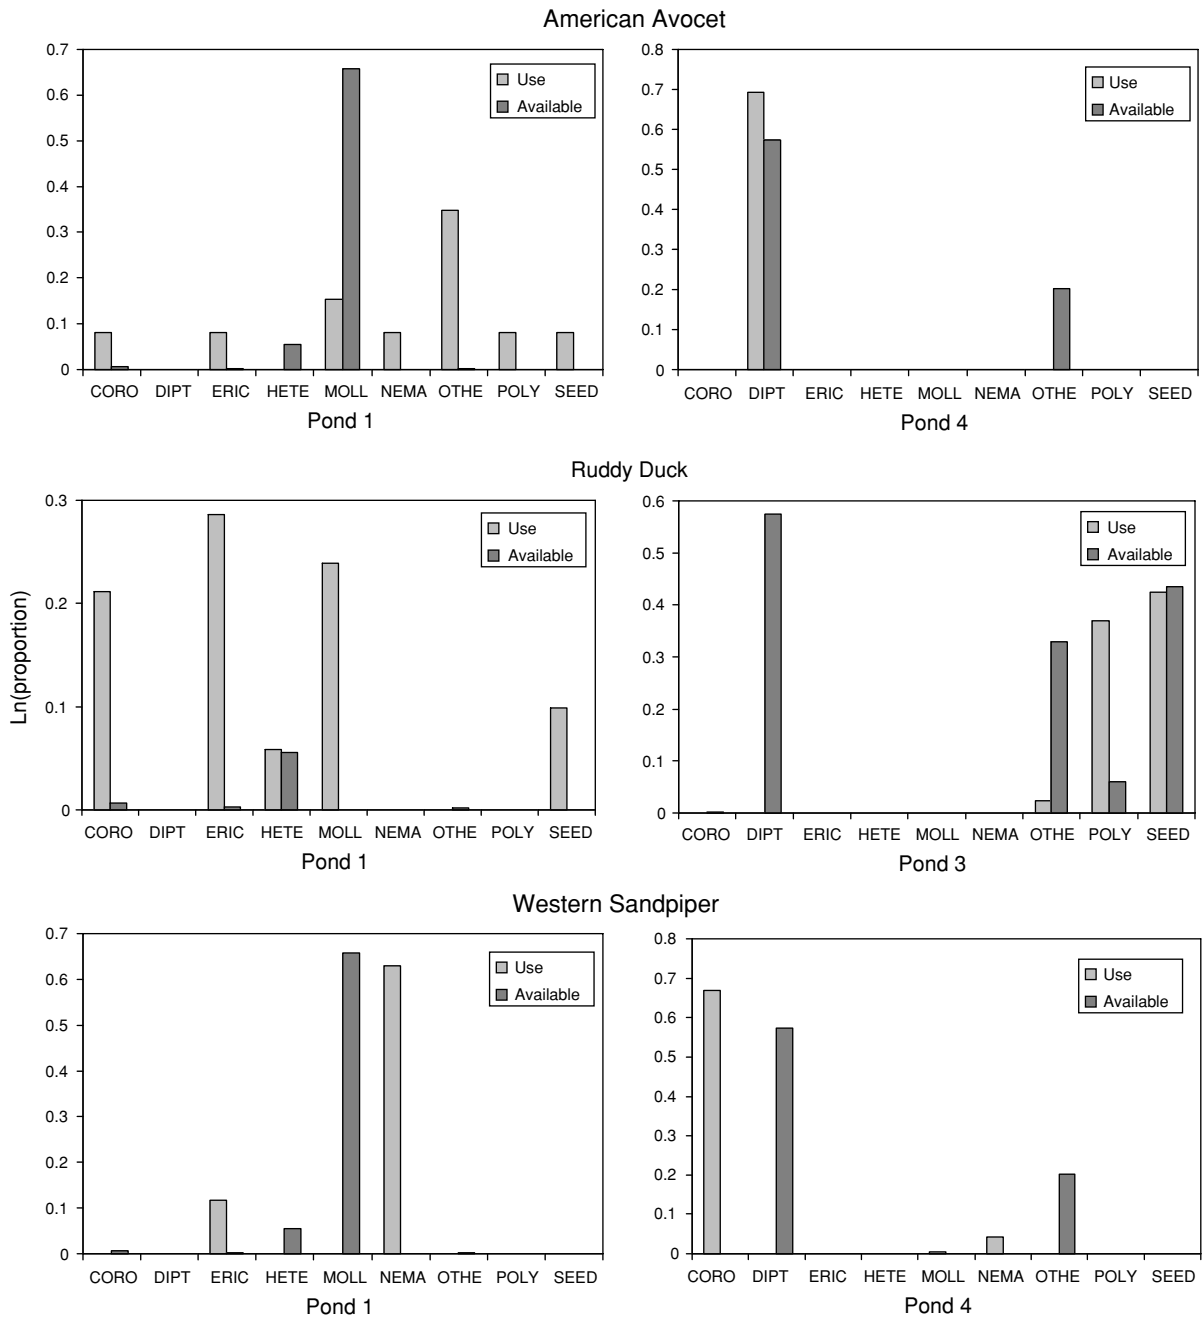 American Avocet
0.7
0.6
0.5
0.4
0.3
0.2
0.1
0
Use
Available
CORO DIPT ERIC HETE MOLL NEMA OTHE POLY SEED
Pond 1
0.8
0.7
0.6
0.5
0.4
0.3
0.2
0.1
0
Use
Available
CORO DIPT ERIC HETE MOLL NEMA OTHE POLY SEED
Pond 4
Ruddy Duck
Ln(proportion)
0.3
0.2
0.1
0
Use
Available
CORO DIPT ERIC HETE MOLL NEMA OTHE POLY SEED
Pond 1
0.6
0.5
0.4
0.3
0.2
0.1
0
Use
Available
CORO DIPT ERIC HETE MOLL NEMA OTHE POLY SEED
Pond 3
Western Sandpiper
0.7
0.6
0.5
0.4
0.3
0.2
0.1
0
Use
Available
CORO DIPT ERIC HETE MOLL NEMA OTHE POLY SEED
Pond 1
0.8
0.7
0.6
0.5
0.4
0.3
0.2
0.1
0
Use
Available
CORO DIPT ERIC HETE MOLL NEMA OTHE POLY SEED
Pond 4